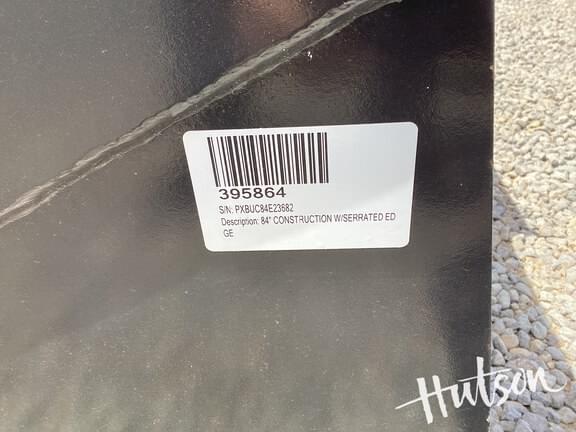 395864
S/N: PXBUC84E23682
Description: 84" CONSTRUCTION W/SERRATED ED
GE
Hutson